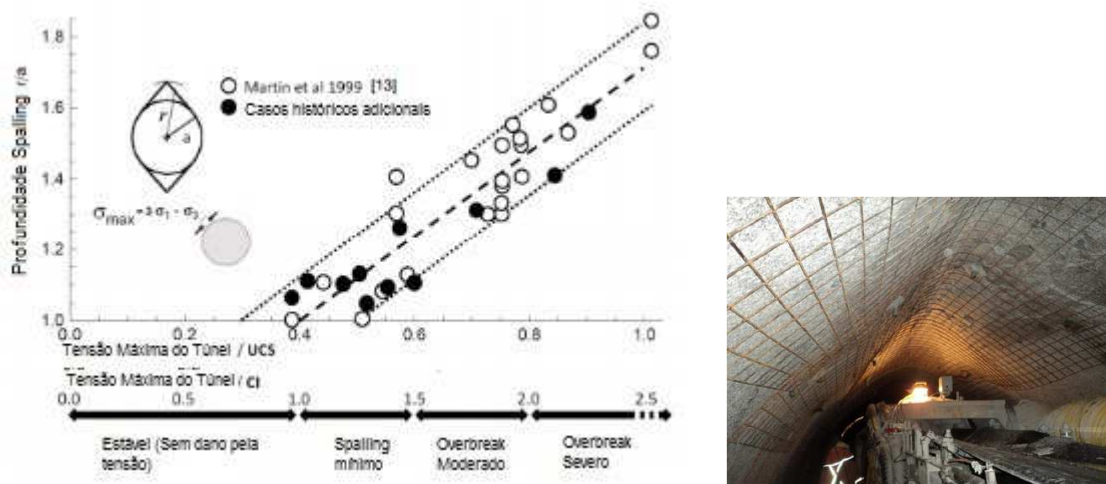 Profundidade Spalling r/a
1.8
1.6
1.4
1.2
1.0
Martin et al 1999 [13]
Casos históricos adicionais
r
a
σmax = 3 σ1 - σ3
0.0 0.2 0.4 0.6 0.8 1.0
Tensão Máxima do Túnel / UCS
Tensão Máxima do Túnel / CI
0.0 0.5 1.0 1.5 2.0 2.5
Estável (Sem dano pela
tensão)
Spalling
míhimo
Overbreak
Moderado
Overbreak
Severo